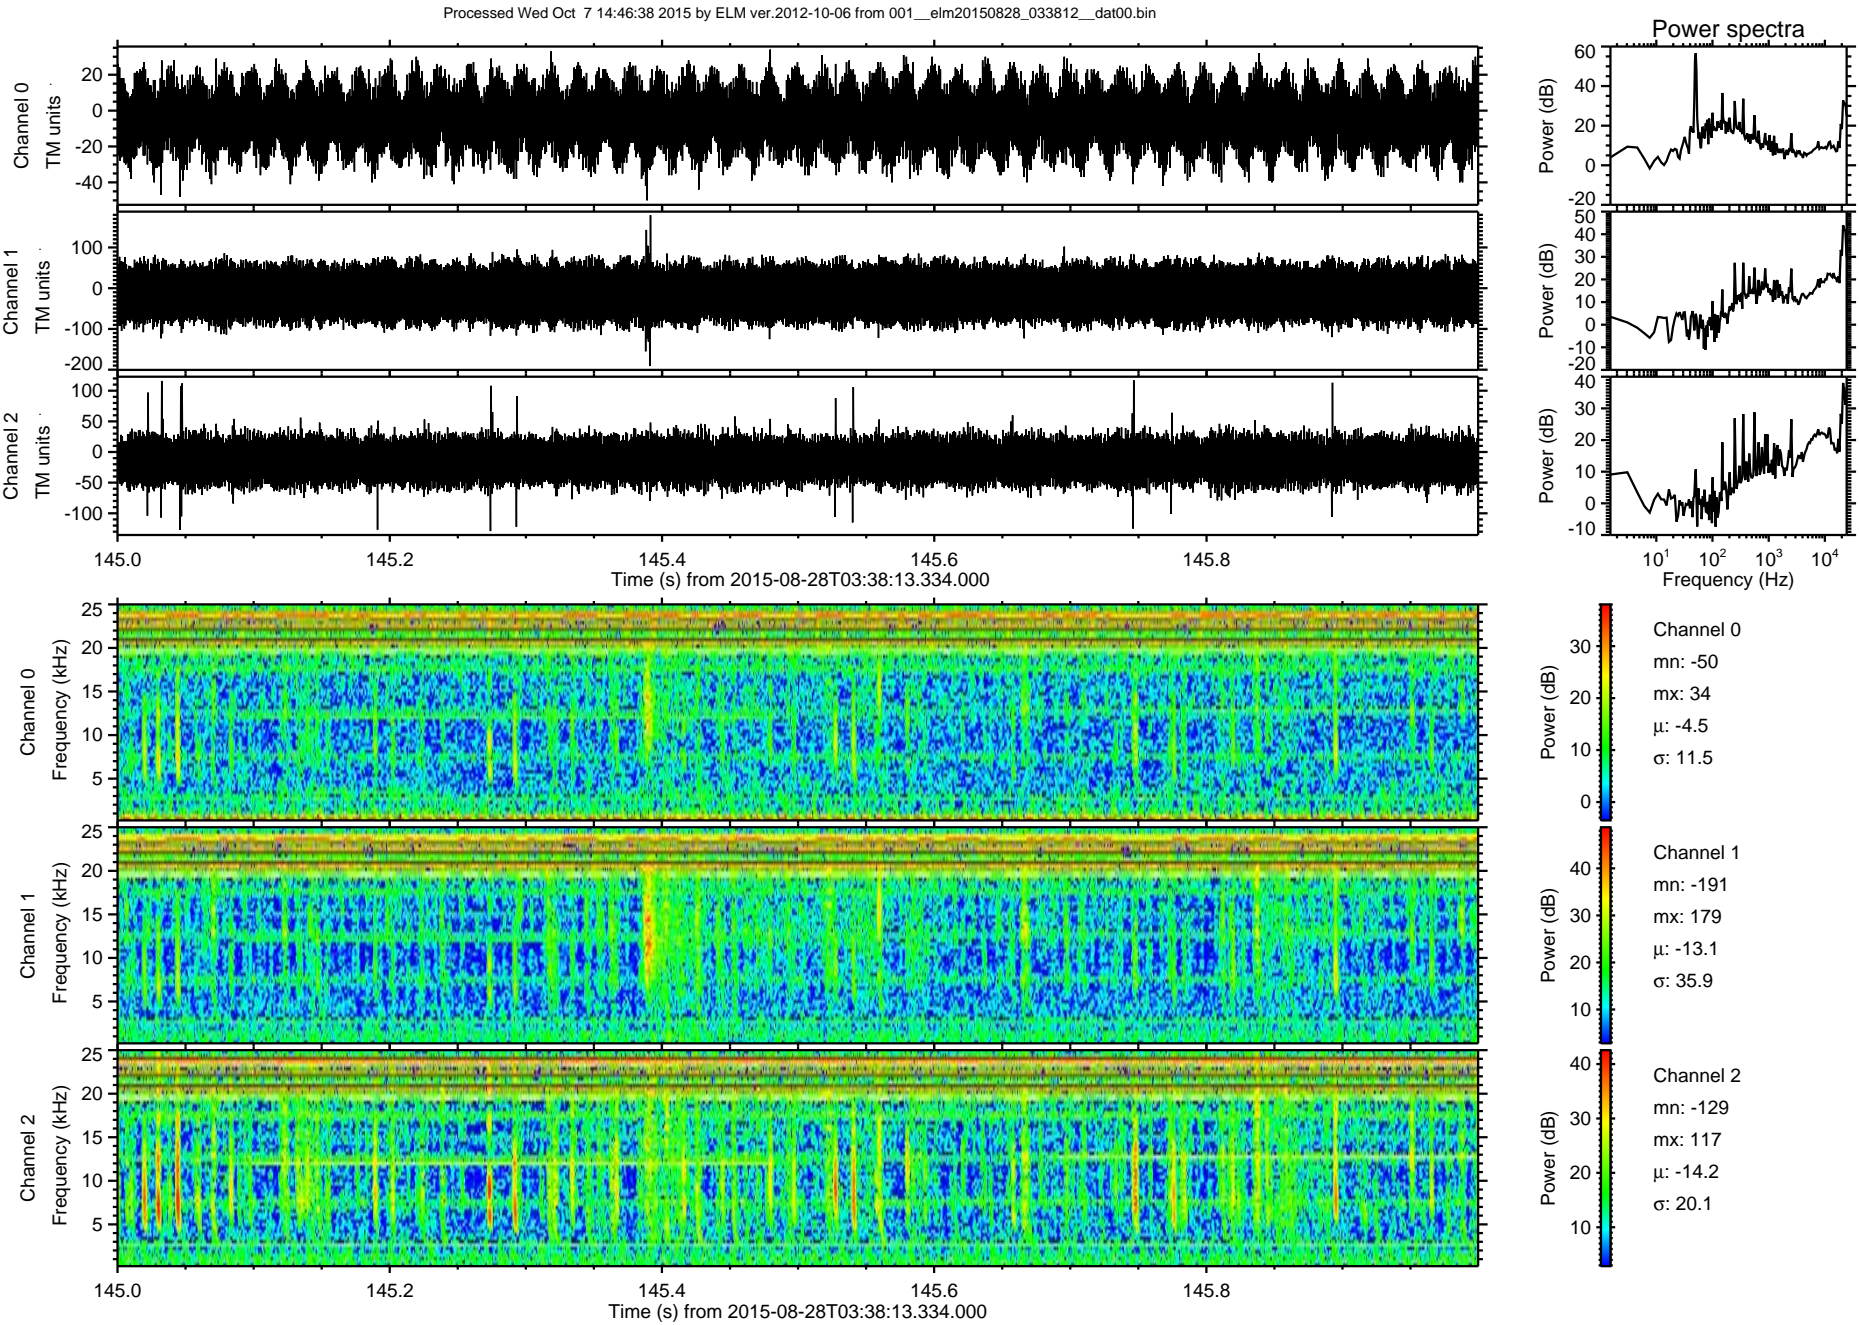 Processed Wed Oct  7 14:46:38 2015 by ELM ver.2012-10-06 from 001__elm20150828_033812__dat00.bin
Power spectra
Channel 0
TM units
20
0
-20
-40
Power (dB)
60
40
20
0
-20
Channel 1
TM units
100
0
-100
-200
Power (dB)
50
40
30
20
10
0
-10
-20
Channel 2
TM units
100
50
0
-50
-100
Power (dB)
40
30
20
10
0
-10
145.0 145.2 145.4 145.6 145.8
Time (s) from 2015-08-28T03:38:13.334.000
10^1 10^2 10^3 10^4
Frequency (Hz)
Channel 0
Frequency (kHz)
25
20
15
10
5
Power (dB)
30
20
10
0
Channel 0
mn: -50
mx: 34
μ: -4.5
σ: 11.5
Channel 1
Frequency (kHz)
25
20
15
10
5
Power (dB)
40
30
20
10
Channel 1
mn: -191
mx: 179
μ: -13.1
σ: 35.9
Channel 2
Frequency (kHz)
25
20
15
10
5
Power (dB)
40
30
20
10
Channel 2
mn: -129
mx: 117
μ: -14.2
σ: 20.1
145.0 145.2 145.4 145.6 145.8
Time (s) from 2015-08-28T03:38:13.334.000